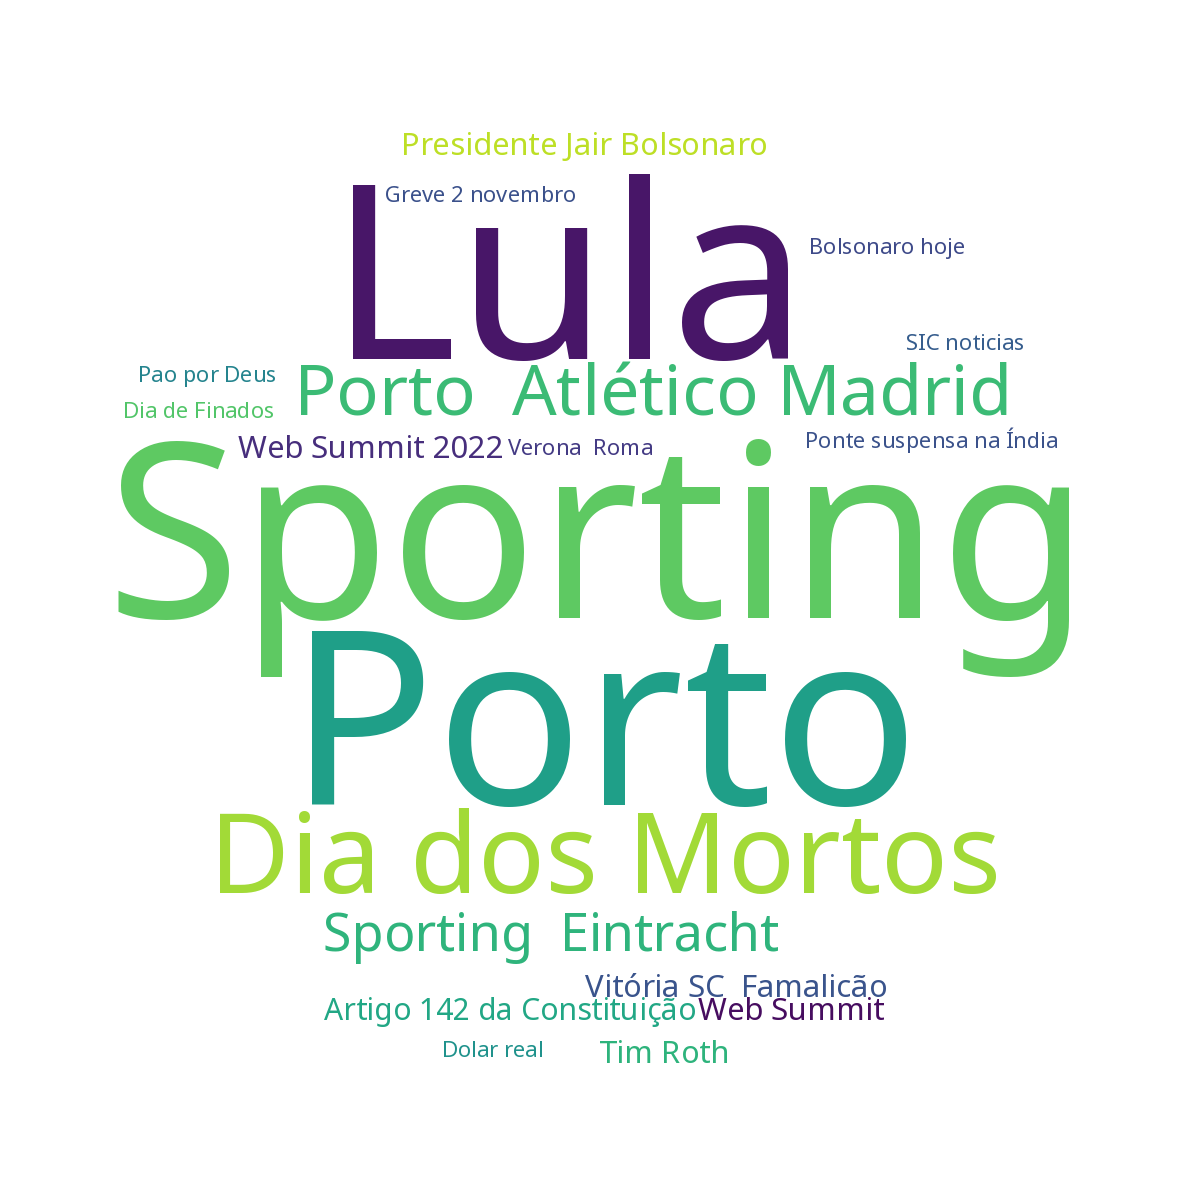 Presidente Jair Bolsonaro
Greve 2 novembro
Lula
Bolsonaro hoje
SIC noticias
Pao por Deus
Porto Atlético Madrid
Dia de Finados
Web Summit 2022
Verona Roma
Ponte suspensa na Índia
Sporting
Porto
Dia dos Mortos
Sporting Eintracht
Vitória SC Famalicão
Artigo 142 da Constituição
Web Summit
Dolar real
Tim Roth